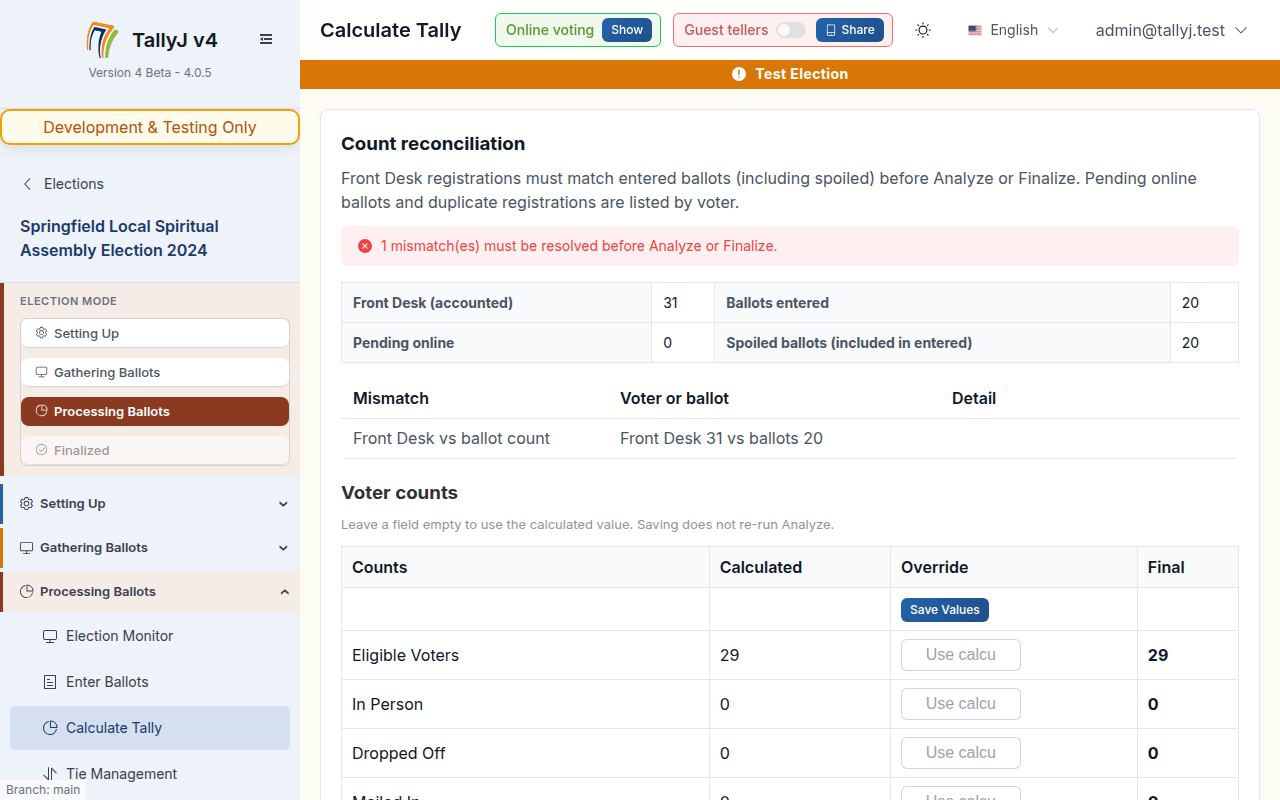 TallyJ v4
Version 4 Beta - 4.0.5
Development & Testing Only
Elections
Springfield Local Spiritual
Assembly Election 2024
ELECTION MODE
Setting Up
Gathering Ballots
Processing Ballots
Finalized
Setting Up
Gathering Ballots
Processing Ballots
Election Monitor
Enter Ballots
Calculate Tally
Tie Management
Branch: main
Calculate Tally
Online voting Show
Guest tellers Share
English
admin@tallyj.test
Test Election
Count reconciliation
Front Desk registrations must match entered ballots (including spoiled) before Analyze or Finalize. Pending online
ballots and duplicate registrations are listed by voter.
1 mismatch(es) must be resolved before Analyze or Finalize.
Front Desk (accounted) 31 Ballots entered 20
Pending online 0 Spoiled ballots (included in entered) 20
Mismatch Voter or ballot Detail
Front Desk vs ballot count Front Desk 31 vs ballots 20
Voter counts
Leave a field empty to use the calculated value. Saving does not re-run Analyze.
Counts Calculated Override Final
Save Values
Eligible Voters 29 Use calcu 29
In Person 0 Use calcu 0
Dropped Off 0 Use calcu 0
Mailed In 0 Use calcu 0